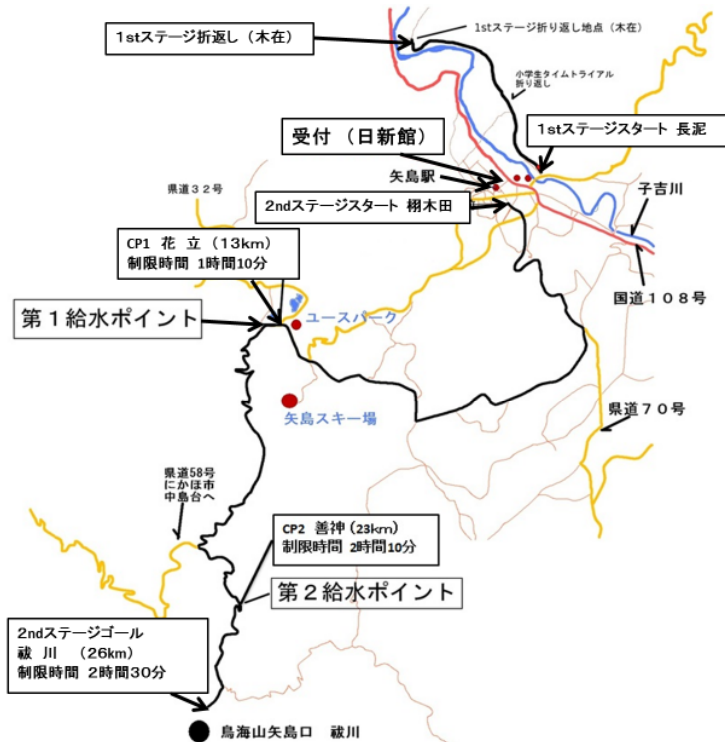 1stステージ折返し（木在）
1stステージ折り返し地点（木在）
小学生タイムトライアル
折り返し
受付 （日新館）
1stステージスタート 長泥
矢島駅
2ndステージスタート 栩木田
子吉川
県道３２号
CP1 花 立 （13km）
制限時間 1時間10分
国道１０８号
第１給水ポイント
ユースパーク
矢島スキー場
県道７０号
県道58号
にかほ市
中島台へ
CP2 善神 (23km)
制限時間 2時間10分
第２給水ポイント
2ndステージゴール
祓 川 （26km）
制限時間 2時間30分
鳥海山矢島口 祓川